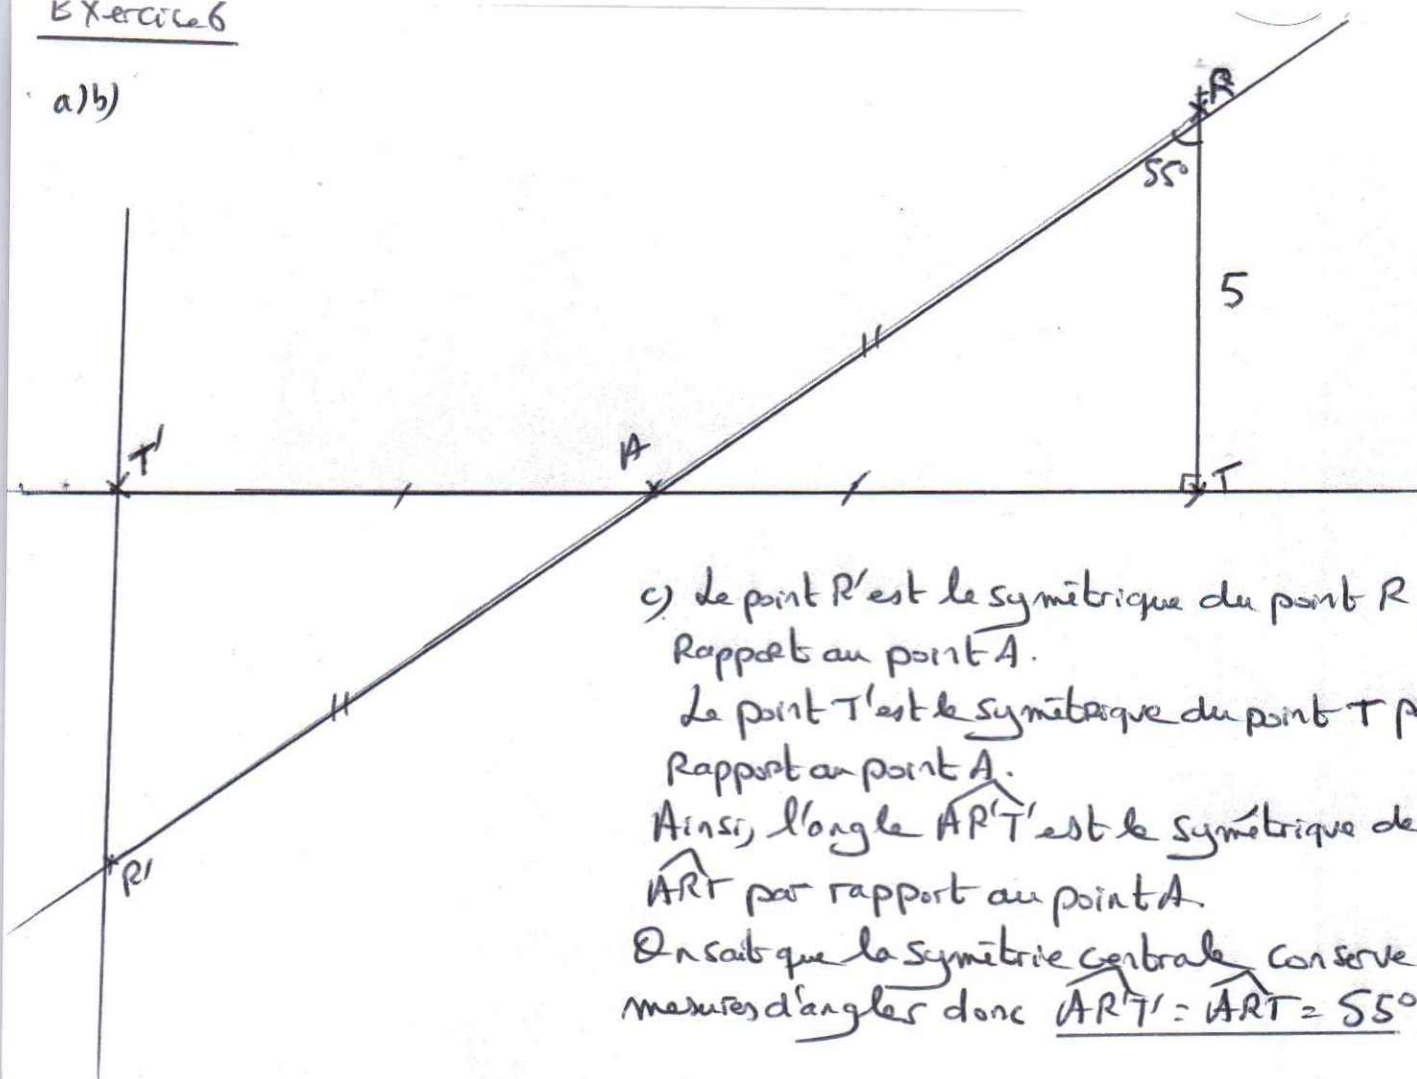 Exercice 6
a) b)
R
55°
5
T'
A
T
R'
c) Le point R' est le symétrique du point R
Rapport au point A.
Le point T' est le symétrique du point T p
Rapport au point A.
Ainsi, l'angle AR'T' est le symétrique de
ART par rapport au point A.
On sait que la symétrie centrale conserve
mesures d'angles donc AR'T' = ART = 55°